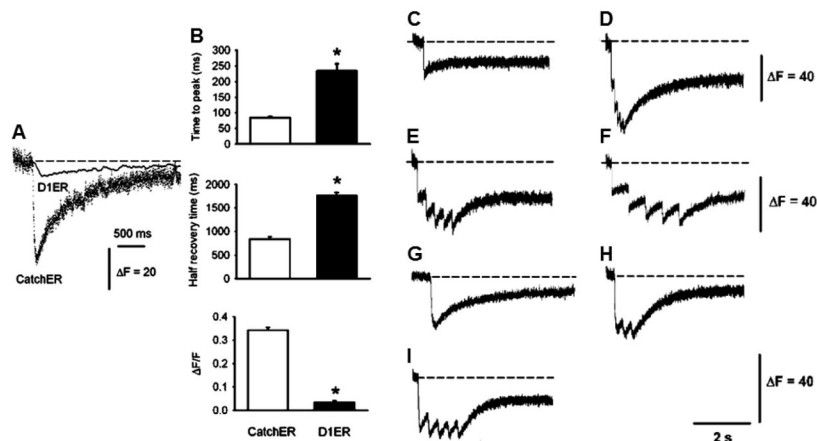 A
D1ER
CatchER
500 ms
ΔF = 20
B
Time to peak (ms)
300
250
200
150
100
50
0
*
Half recovery time (ms)
2000
1500
1000
500
0
*
ΔF/F
0.4
0.3
0.2
0.1
0.0
*
CatchER D1ER
C
D
ΔF = 40
E
F
ΔF = 40
G
H
I
ΔF = 40
2 s